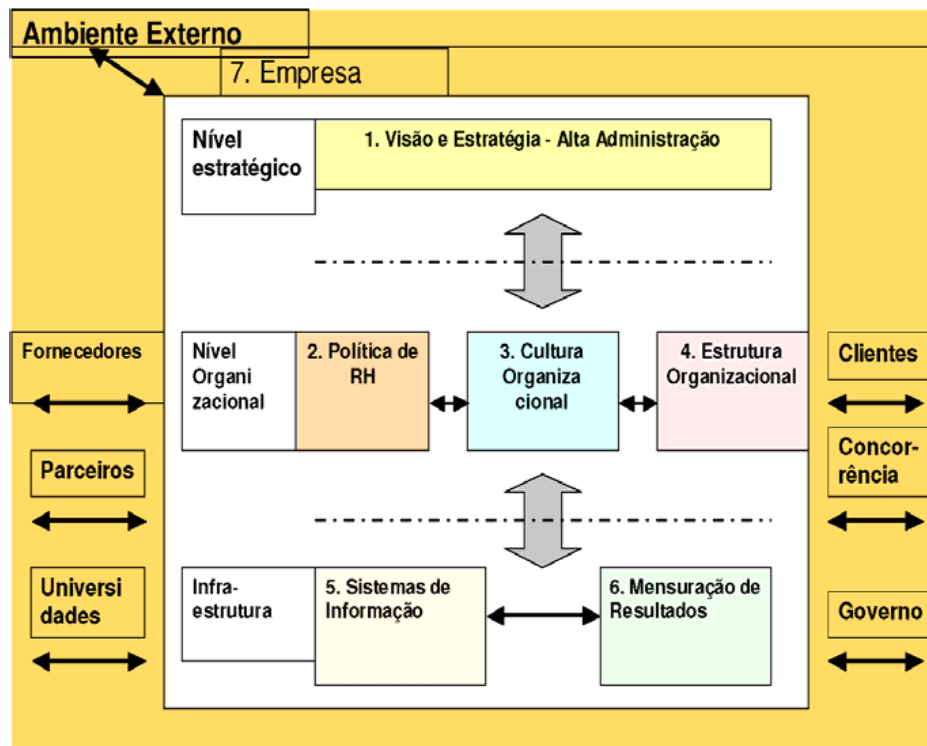 Ambiente Externo
7. Empresa
Nível
estratégico
1. Visão e Estratégia - Alta Administração
Fornecedores
Nível
Organi
zacional
2. Política de
RH
3. Cultura
Organiza
cional
4. Estrutura
Organizacional
Clientes
Parceiros
Concor-
rência
Universi
dades
Infra-
estrutura
5. Sistemas de
Informação
6. Mensuração de
Resultados
Governo